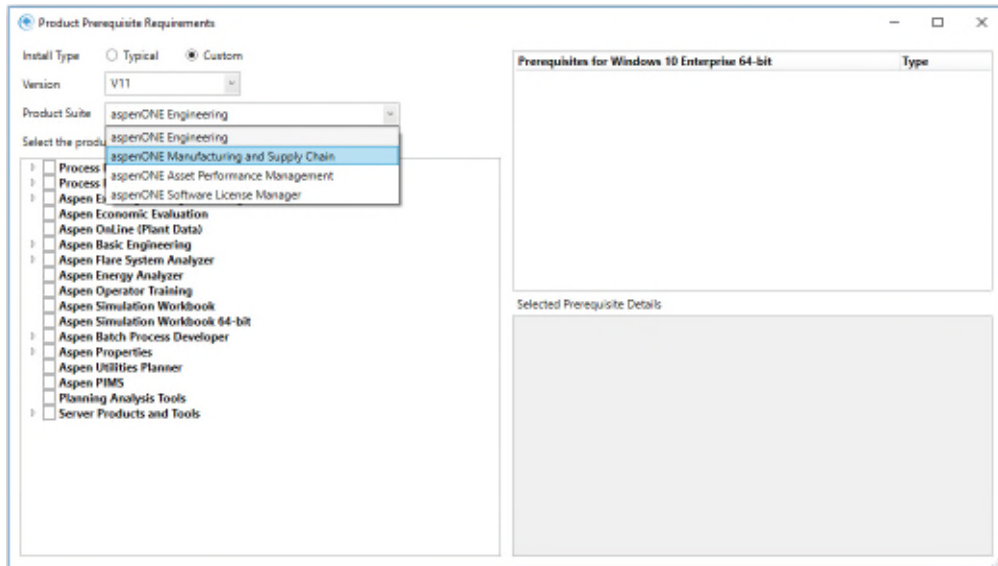 Product Prerequisite Requirements
Install Type Typical Custom
Version V11
Product Suite aspenONE Engineering
Select the produ
aspenONE Engineering
aspenONE Manufacturing and Supply Chain
aspenONE Asset Performance Management
aspenONE Software License Manager
Process
Process
Aspen
Aspen Economic Evaluation
Aspen OnLine (Plant Data)
Aspen Basic Engineering
Aspen Flare System Analyzer
Aspen Energy Analyzer
Aspen Operator Training
Aspen Simulation Workbook
Aspen Simulation Workbook 64-bit
Aspen Batch Process Developer
Aspen Properties
Aspen Utilities Planner
Aspen PIMS
Planning Analysis Tools
Server Products and Tools
Prerequisites for Windows 10 Enterprise 64-bit Type
Selected Prerequisite Details